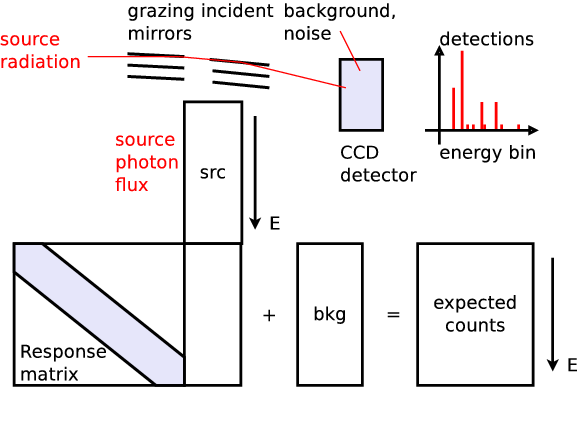 grazing incident
mirrors
background,
noise
source
radiation
detections
CCD
detector
energy bin
source
photon
flux
src
E
Response
matrix
+
bkg
=
expected
counts
E